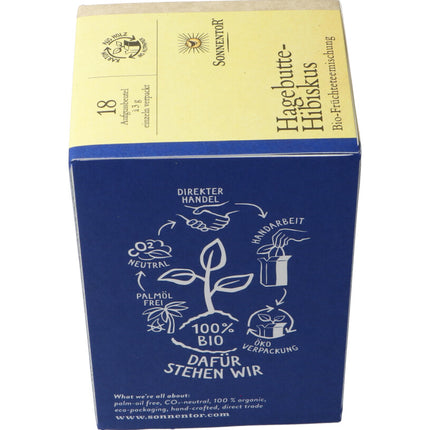 SONNENTOR
Hagebutte-
Hibiskus
Bio-Früchteteemischung
18
Aufgussbeutel
à 3 g
einzeln verpackt
DIREKTER
HANDEL
HANDARBEIT
CO2
NEUTRAL
PALMÖL
FREI
100%
BIO
ÖKO
VERPACKUNG
DAFÜR
STEHEN WIR
What we're all about:
palm-oil free, CO₂-neutral, 100 % organic,
eco-packaging, hand-crafted, direct trade
www.sonnentor.com